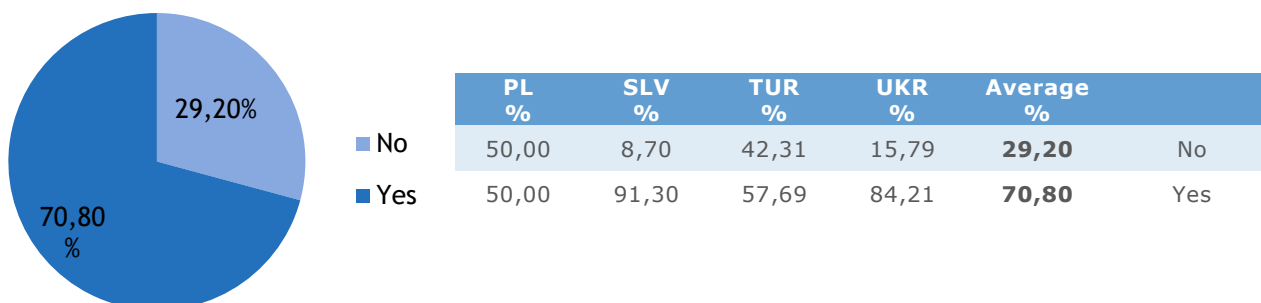 29,20%
70,80
%
No
Yes
PL SLV TUR UKR Average
% % % % %
50,00 8,70 42,31 15,79 29,20 No
50,00 91,30 57,69 84,21 70,80 Yes